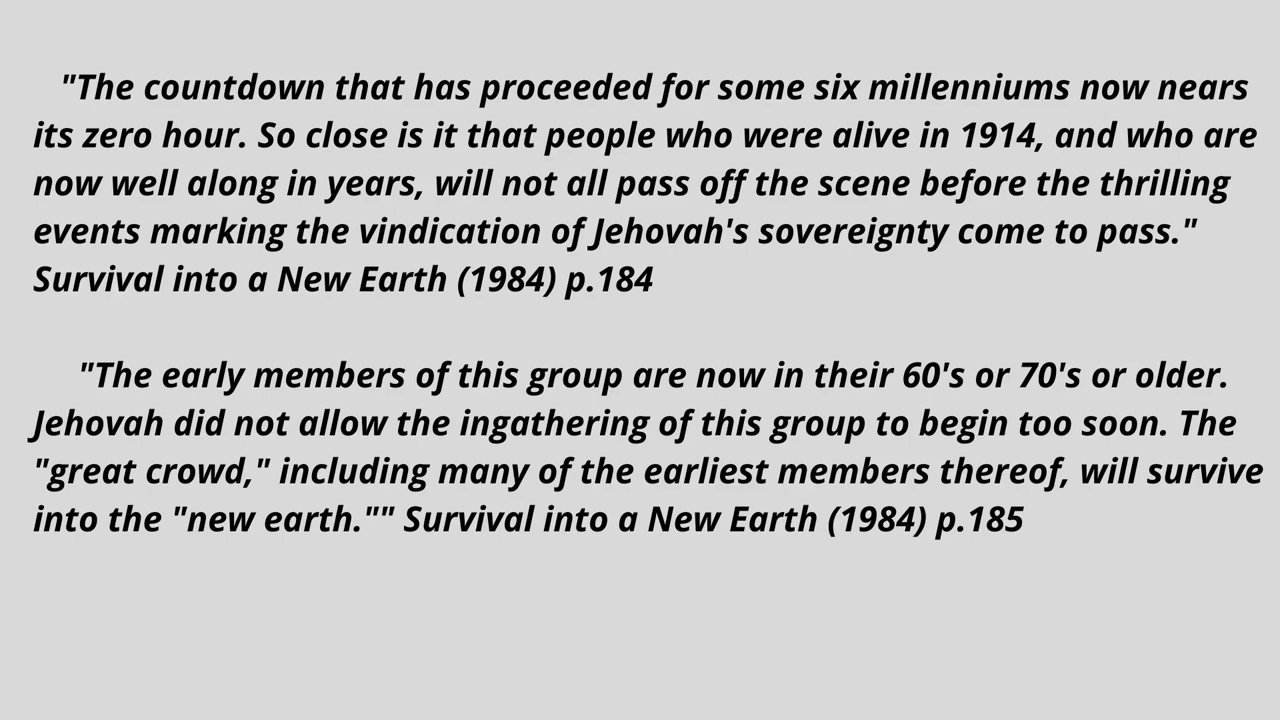 "The countdown that has proceeded for some six millenniums now nears
its zero hour. So close is it that people who were alive in 1914, and who are
now well along in years, will not all pass off the scene before the thrilling
events marking the vindication of Jehovah's sovereignty come to pass."
Survival into a New Earth (1984) p.184
"The early members of this group are now in their 60's or 70's or older.
Jehovah did not allow the ingathering of this group to begin too soon. The
"great crowd," including many of the earliest members thereof, will survive
into the "new earth."" Survival into a New Earth (1984) p.185